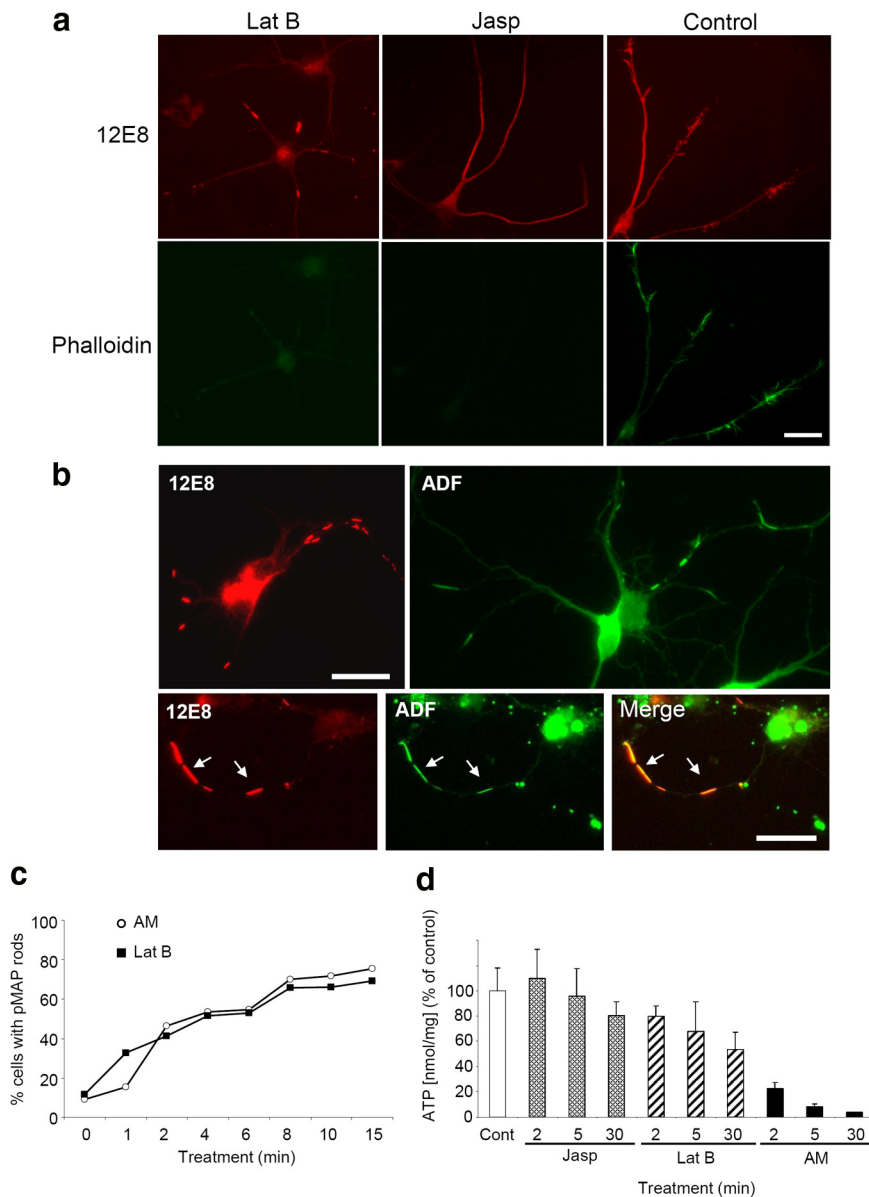 a
Lat B Jasp Control
12E8
Phalloidin
b
12E8 ADF
12E8 ADF Merge
c
% cells with pMAP rods
100
80
60
40
20
0
AM
Lat B
0 1 2 4 6 8 10 15
Treatment (min)
d
ATP [nmol/mg] (% of control)
100
80
60
40
20
0
Cont 2 5 30 2 5 30 2 5 30
Jasp Lat B AM
Treatment (min)